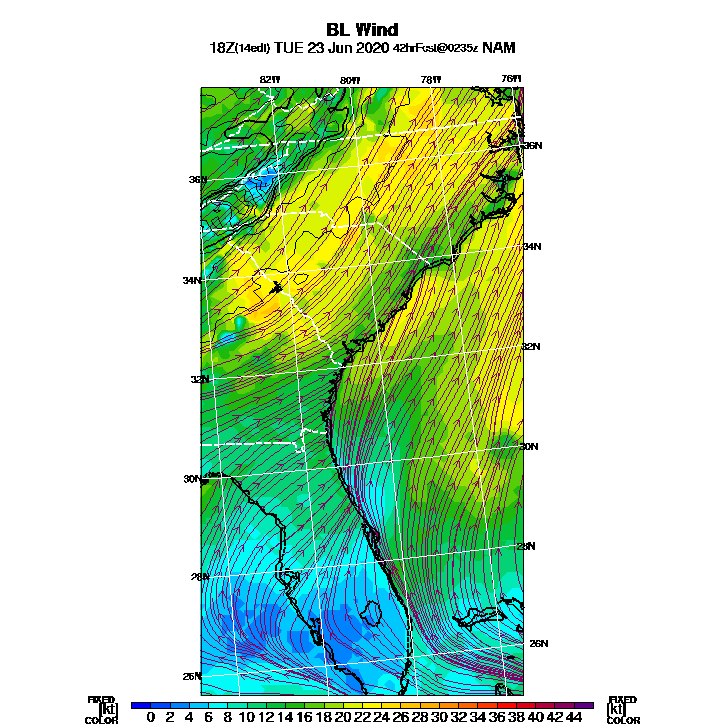 BL Wind
18Z(14edt) TUE 23 Jun 2020 42hrFcst@0235z NAM
82W 80W 78W 76W
36N 36N
34N 34N
32N 32N
30N 30N
28N 28N
26N 26N
FIXED FIXED
[kt] 0 2 4 6 8 10 12 14 16 18 20 22 24 26 28 30 32 34 36 38 40 42 44 [kt]
COLOR COLOR